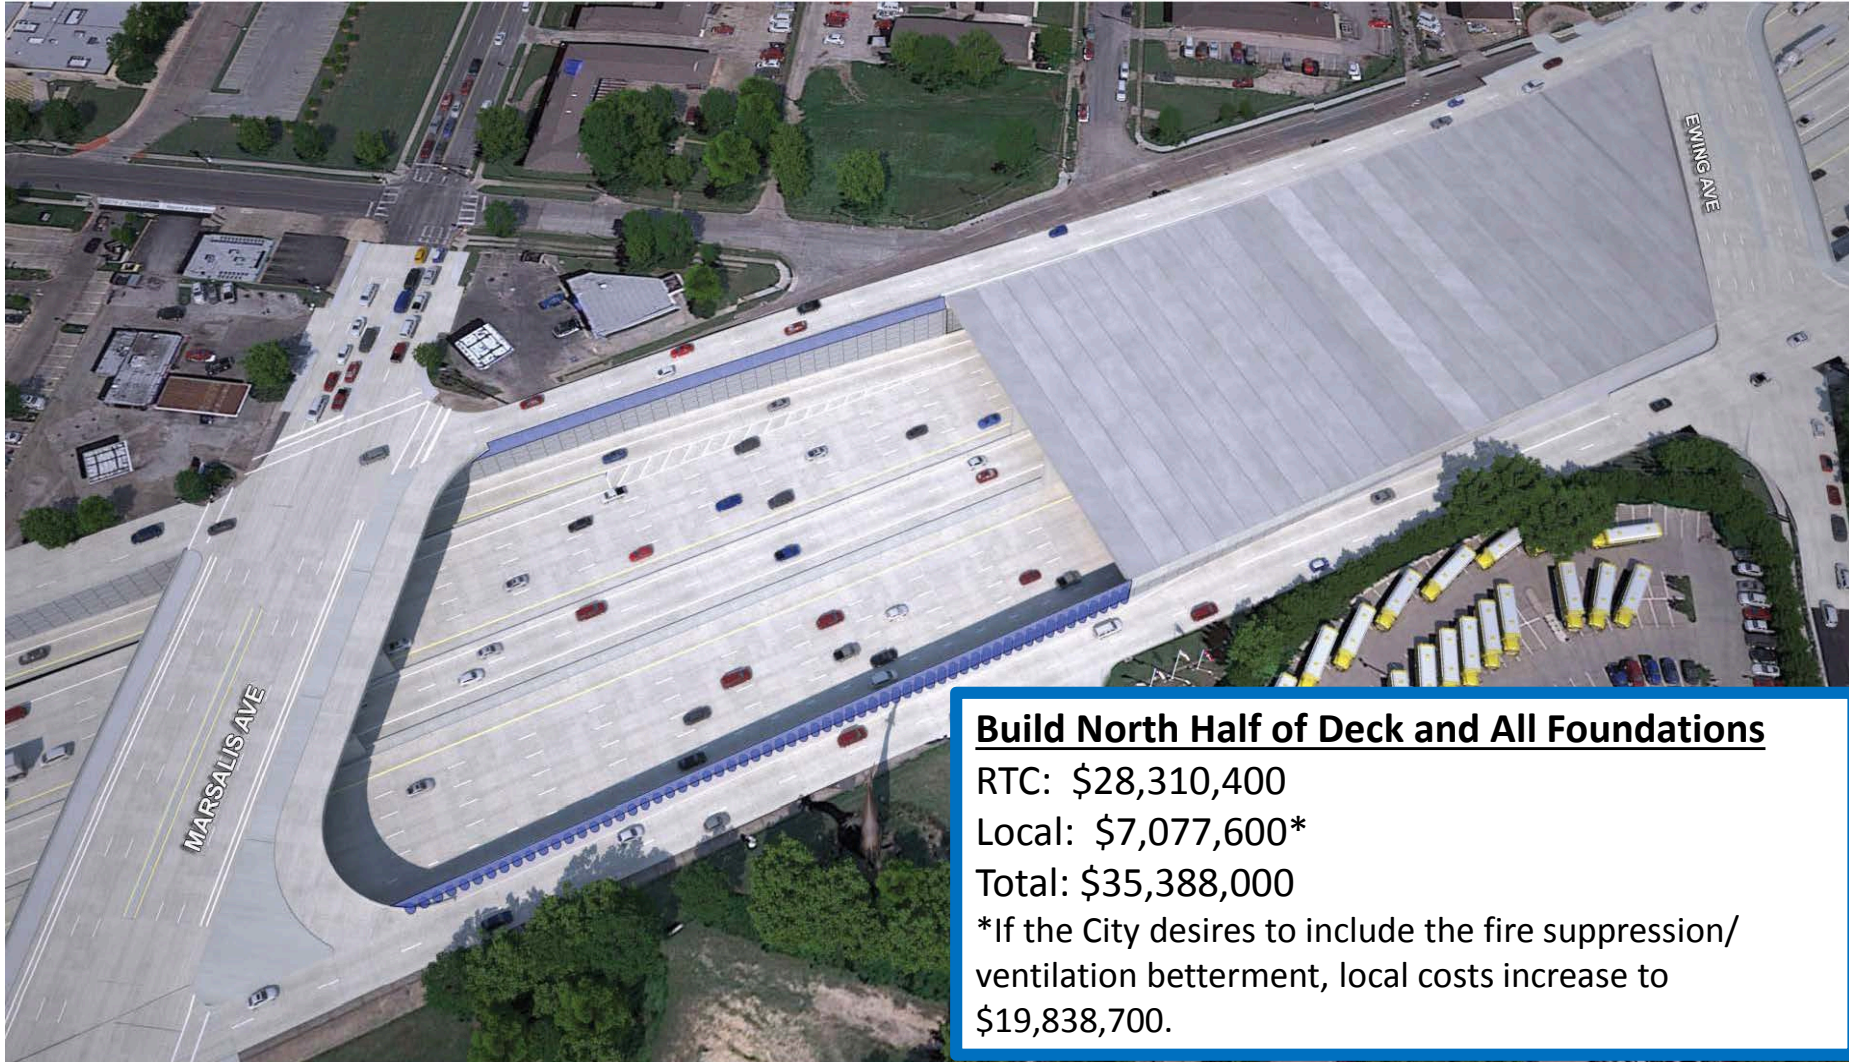 EWING AVE
MARSALIS AVE
Build North Half of Deck and All Foundations
RTC:  $28,310,400
Local:  $7,077,600*
Total: $35,388,000
*If the City desires to include the fire suppression/
ventilation betterment, local costs increase to
$19,838,700.